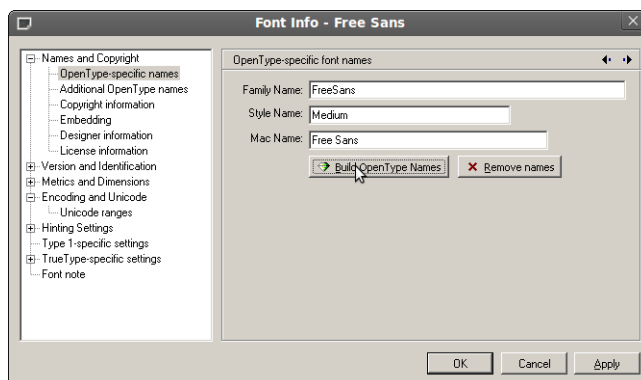 Font Info - Free Sans
Names and Copyright
OpenType-specific names
Additional OpenType names
Copyright information
Embedding
Designer information
License information
Version and Identification
Metrics and Dimensions
Encoding and Unicode
Unicode ranges
Hinting Settings
Type 1-specific settings
TrueType-specific settings
Font note
OpenType-specific font names
Family Name: FreeSans
Style Name: Medium
Mac Name: Free Sans
Build OpenType Names Remove names
OK Cancel Apply